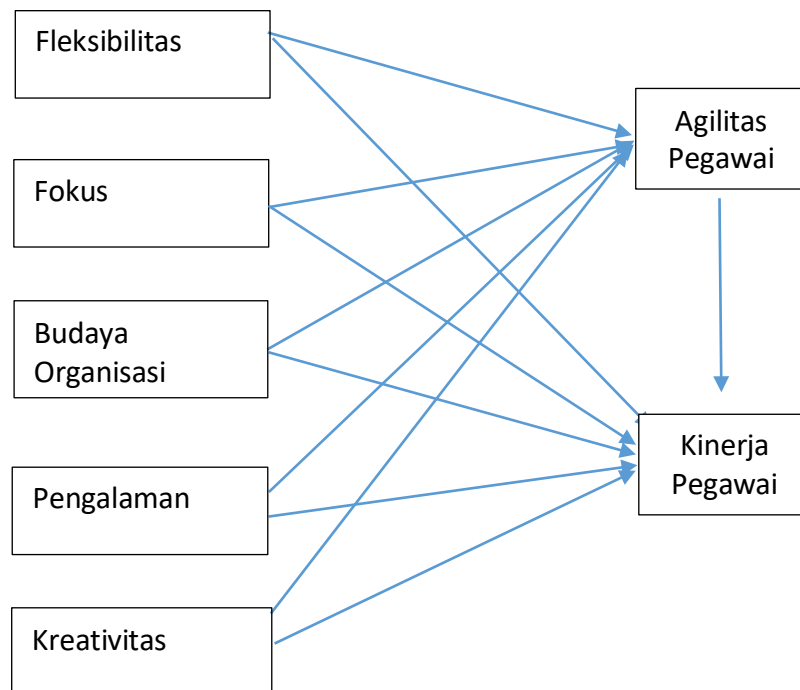 Fleksibilitas
Agilitas
Pegawai
Fokus
Budaya
Organisasi
Kinerja
Pegawai
Pengalaman
Kreativitas